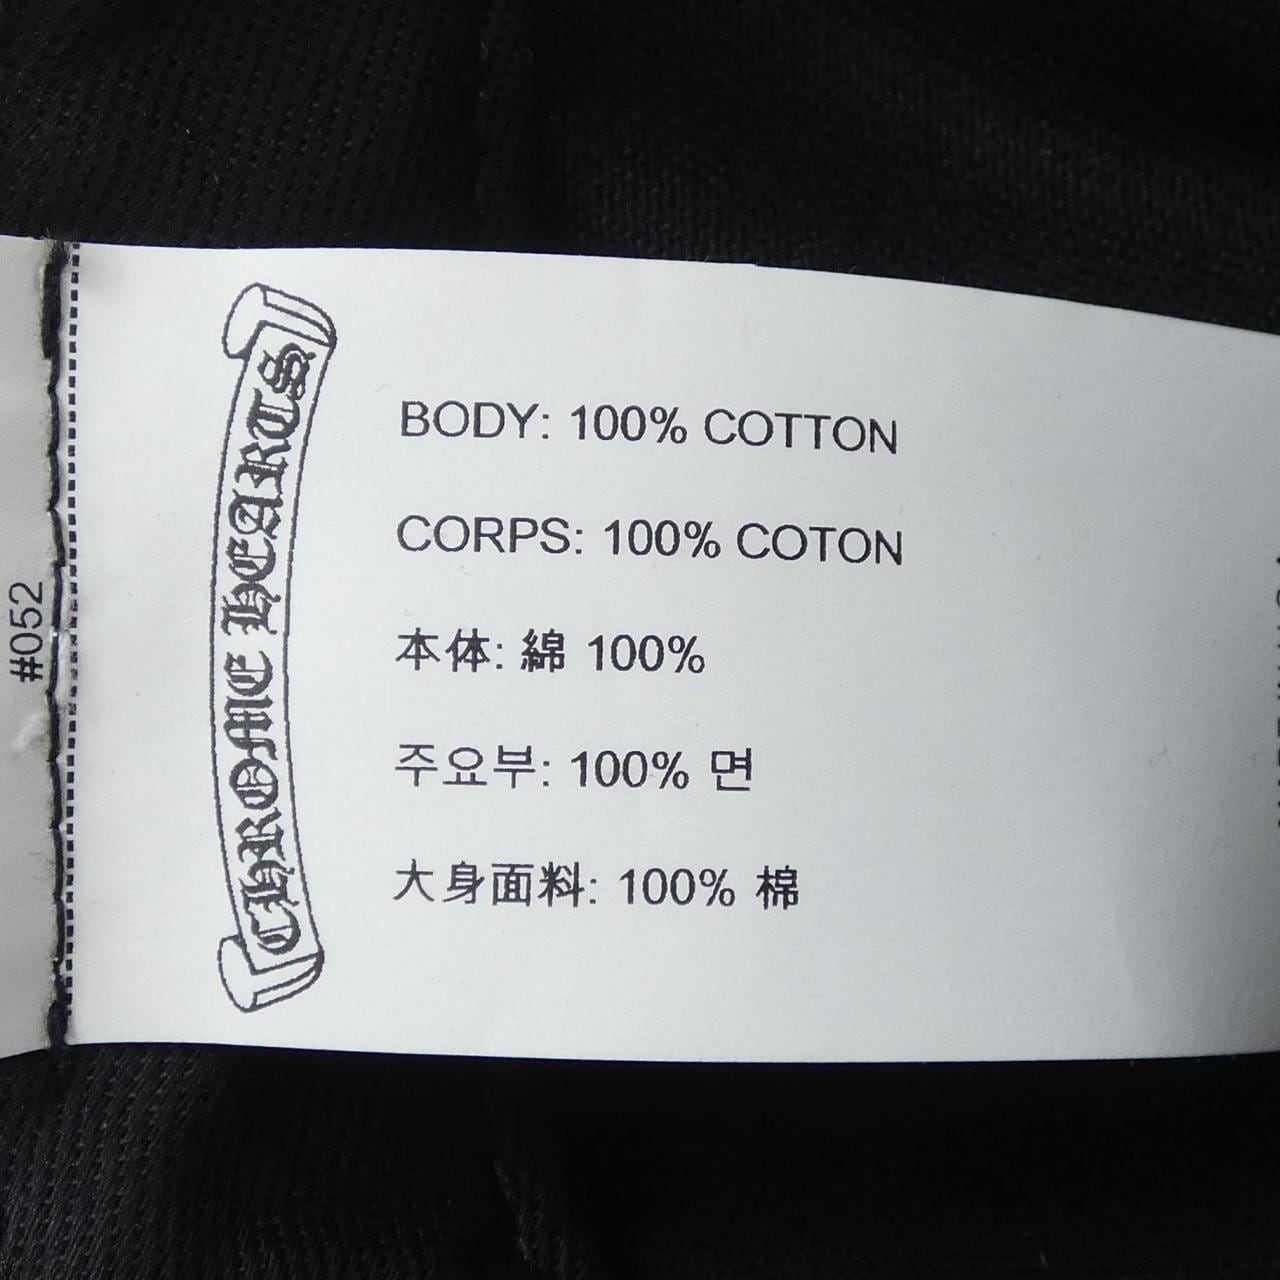 #052
CHROME HEARTS
BODY: 100% COTTON
CORPS: 100% COTON
本体: 綿 100%
주요부: 100% 면
大身面料: 100% 棉